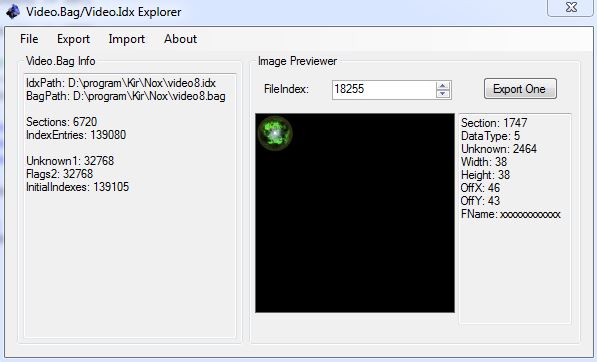 Video.Bag/Video.Idx Explorer
File Export Import About
Video.Bag Info
IdxPath: D:\program\Kir\Nox\video8.idx
BagPath: D:\program\Kir\Nox\video8.bag
Sections: 6720
IndexEntries: 139080
Unknown1: 32768
Flags2: 32768
InitialIndexes: 139105
Image Previewer
FileIndex: 18255 Export One
Section: 1747
DataType: 5
Unknown: 2464
Width: 38
Height: 38
OffX: 46
OffY: 43
FName: xxxxxxxxxxxx